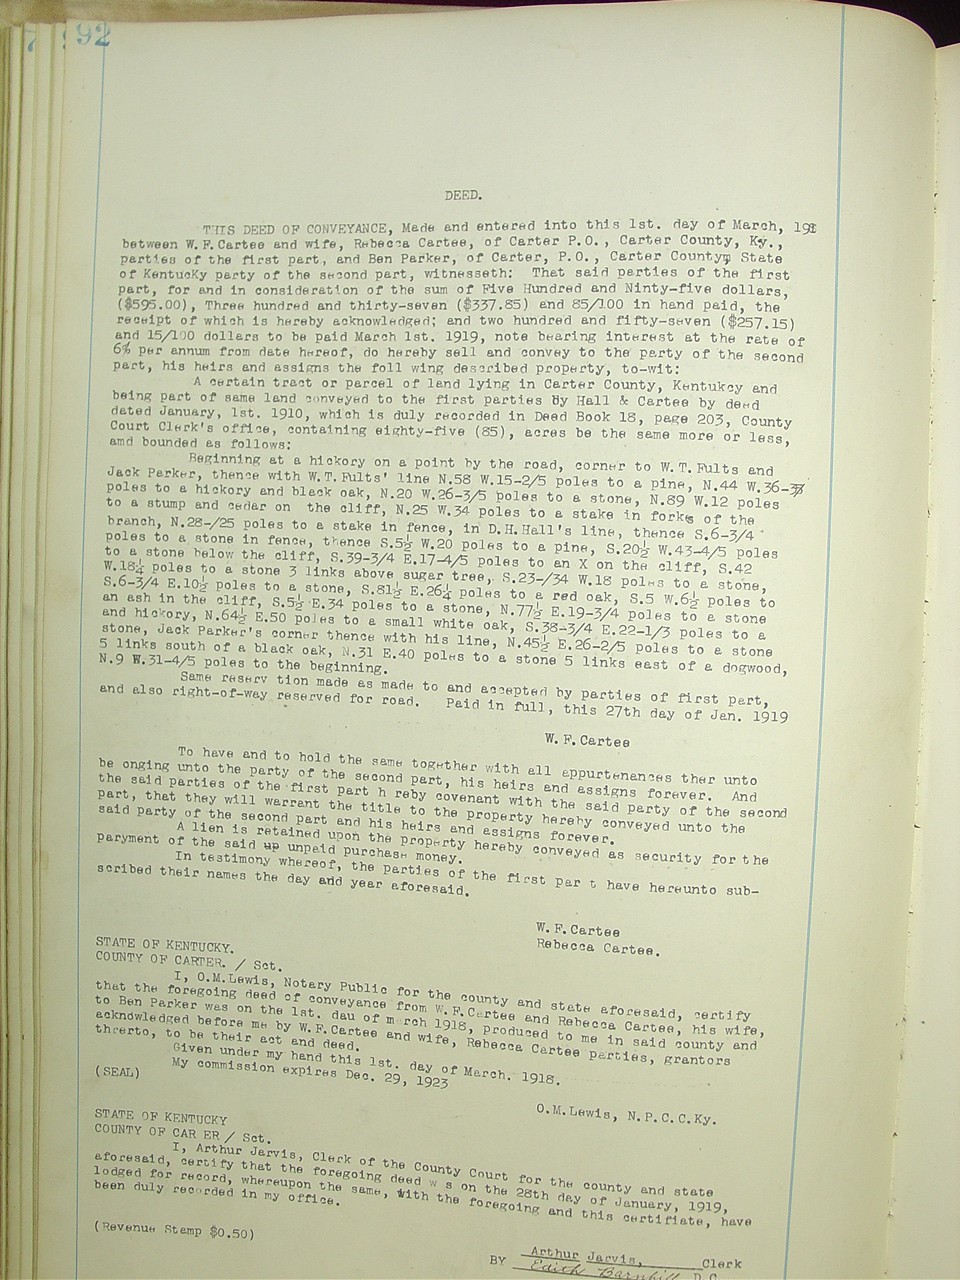 92
DEED.
THIS DEED OF CONVEYANCE, Made and entered into this 1st. day of March,
between W.F.Cartee and wife, Rebecca Cartee, of Carter P.O., Carter County, Ky.,
parties of the first part, and Ben Parker, of Carter, P.O., Carter County, State
of KentucKy party of the second part, witnesseth: That said parties of the first
part, for and in consideration of the sum of Five Hundred and Ninty-five dollars,
($595.00), Three hundred and thirty-seven ($337.85) and 85/100 in hand paid, the
receipt of which is hereby acknowledged; and two hundred and fifty-seven ($257.15)
and 15/100 dollars to be paid March 1st. 1919, note bearing interest at the rate of
6% per annum from date hereof, do hereby sell and convey to the party of the second
part, his heirs and assigns the foll wing described property, to-wit:
A certain tract or parcel of land lying in Carter County, Kentukcy and
being part of same land conveyed to the first parties by Hall & Cartee by deed
dated January, 1st. 1910, which is duly recorded in Deed Book 18, page 203, County
Court Clerk's office, containing eighty-five (85), acres be the same more or less,
amd bounded as follows:
Beginning at a hickory on a point by the road, corner to W.T.Fults and
Jack Parker, thence with W.T.Fults' line N.58 W.15-2/5 poles to a pine, N.44 W.36-
poles to a hickory and black oak, N.20 W.26-3/5 poles to a stone, N.89 W.12 poles
to a stump and cedar on the cliff, N.25 W.34 poles to a stake in forks of the
branch, N.28-/25 poles to a stake in fence, in D.H.Hall's line, thence S.6-3/4
poles to a stone in fence, thence S.5½ W.20 poles to a pine, S.20½ W.43-4/5 poles
to a stone below the cliff, S.39-3/4 E.17-4/5 poles to an X on the cliff, S.42
W.18¼ poles to a stone 3 links above sugar tree, S.23-/34 W.18 poles to a stone,
S.6-3/4 E.10½ poles to a stone, S.81½ E.26¼ poles to a red oak, S.5 W.6½ poles to
an ash in the cliff, S.5½ E.34 poles to a stone, N.77½ E.19-3/4 poles to a stone
and hickory, N.64½ E.50 poles to a small white oak, S.38-3/4 E.22-1/3 poles to a
stone, Jack Parker's corner thence with his line, N.45½ E.26-2/5 poles to a stone
5 links south of a black oak, N.31 E.40 poles to a stone 5 links east of a dogwood,
N.9 W.31-4/5 poles to the beginning.
Same reserv tion made as made to and accepted by parties of first part,
and also right-of-way reserved for road. Paid in full, this 27th day of Jan. 1919
W.F.Cartee
To have and to hold the same together with all appurtenances ther unto
be onging unto the party of the second part, his heirs and assigns forever. And
the said parties of the first part h reby covenant with the said party of the second
part, that they will warrant the title to the property hereby conveyed unto the
said party of the second part and his heirs and assigns forever.
A lien is retained upon the property hereby conveyed as security for the
paryment of the said up unpaid purchase money.
In testimony whereof, the parties of the first par t have hereunto sub-
scribed their names the day and year aforesaid.
W.F.Cartee
Rebecca Cartee.
STATE OF KENTUCKY.
COUNTY OF CARTER. / Sct.
I, O.M.Lewis, Notary Public for the county and state aforesaid, certify
that the foregoing deed of conveyance from W.F.Cartee and Rebecca Cartee, his wife,
to Ben Parker was on the 1st. dau of m rch 1918, produced to me in said county and
acknowledged before me by W.F.Cartee and wife, Rebecca Cartee parties, grantors
threrto, to be their act and deed.
Given under my hand this 1st. day of March. 1918.
My commission expires Dec. 29, 1923
(SEAL)
O.M.Lewis, N.P.C.C.Ky.
STATE OF KENTUCKY
COUNTY OF CAR ER / Sct.
I, Arthur Jarvis, Clerk of the County Court for the county and state
aforesaid, certify that the foregoing deed w s on the 28th day of January, 1919,
lodged for record, whereupon the same, with the foregoing and this certifiate, have
been duly recorded in my office.
(Revenue Stamp $0.50)
Arthur Jarvis, Clerk
BY Edith Barnhill D.C.